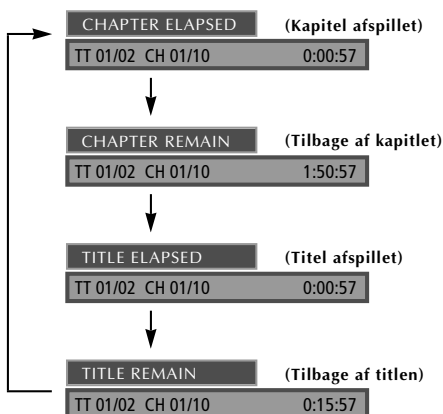 CHAPTER ELAPSED (Kapitel afspillet)
TT 01/02 CH 01/10 0:00:57
CHAPTER REMAIN (Tilbage af kapitlet)
TT 01/02 CH 01/10 1:50:57
TITLE ELAPSED (Titel afspillet)
TT 01/02 CH 01/10 0:00:57
TITLE REMAIN (Tilbage af titlen)
TT 01/02 CH 01/10 0:15:57